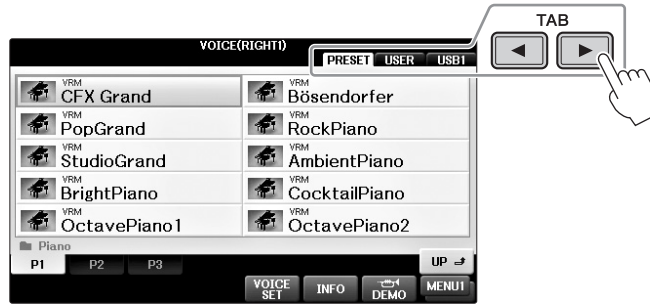 TAB
VOICE(RIGHT1)
PRESET USER USB1
VRM VRM
CFX Grand Bösendorfer
VRM VRM
PopGrand RockPiano
VRM VRM
StudioGrand AmbientPiano
VRM VRM
BrightPiano CocktailPiano
VRM VRM
OctavePiano1 OctavePiano2
Piano
P1 P2 P3 UP
VOICE SET INFO DEMO MENU1